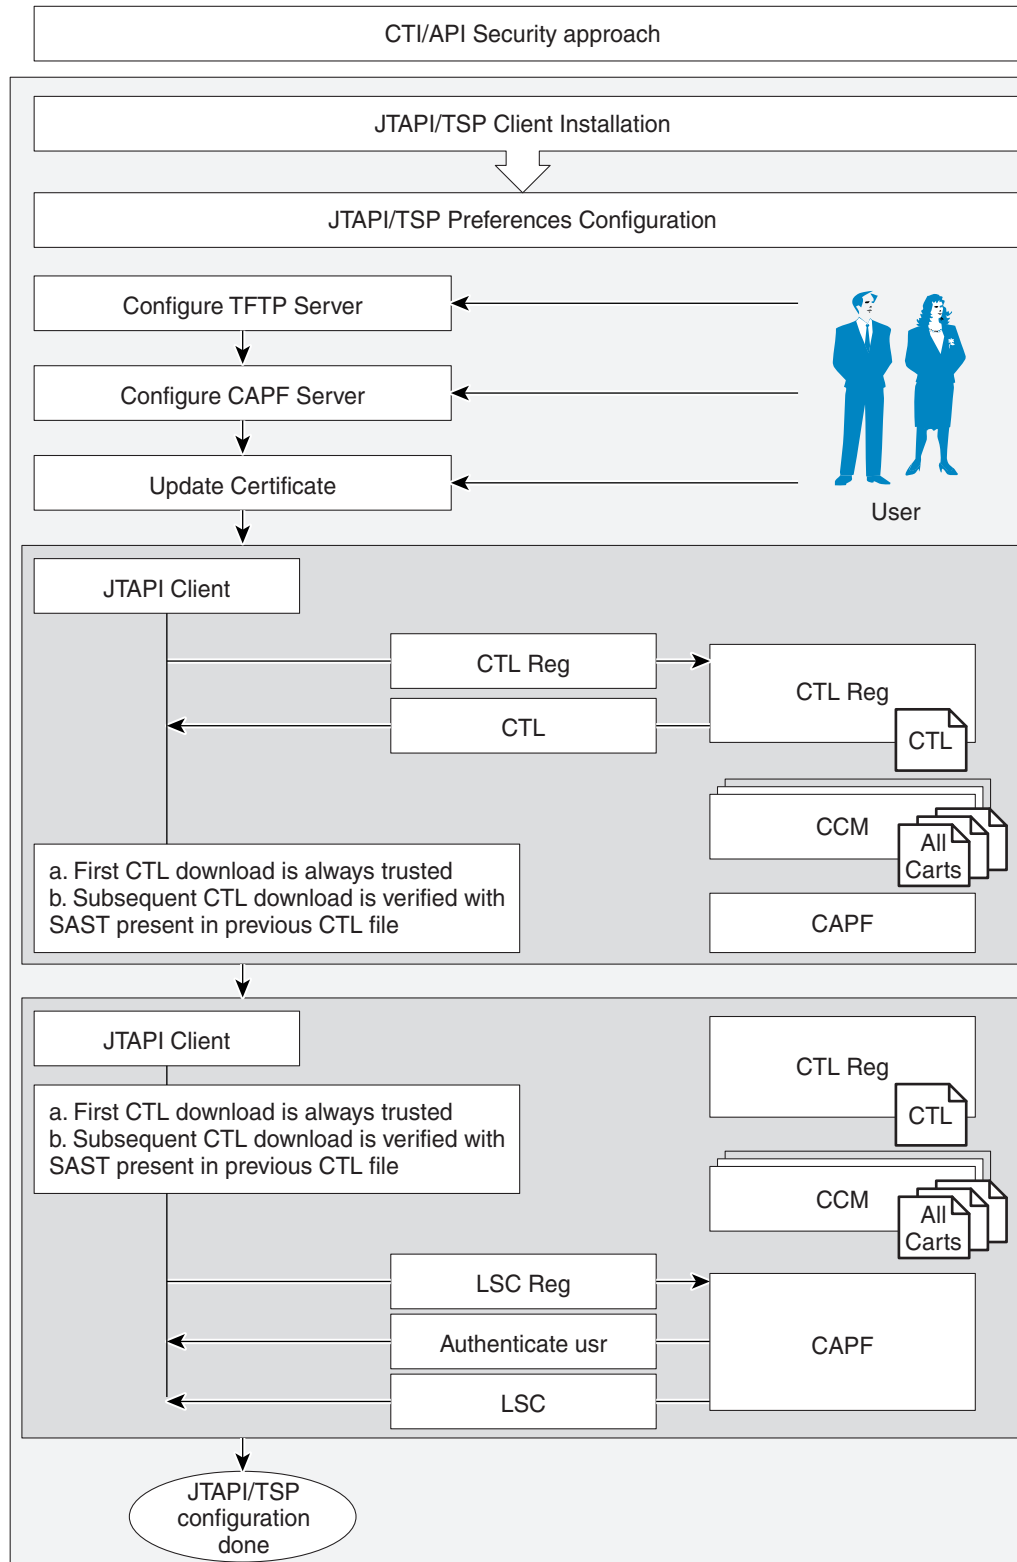 CTI/API Security approach
JTAPI/TSP Client Installation
JTAPI/TSP Preferences Configuration
Configure TFTP Server
Configure CAPF Server
Update Certificate
User
JTAPI Client
CTL Reg
CTL Reg
CTL
CTL
CCM
All
Carts
a. First CTL download is always trusted
b. Subsequent CTL download is verified with
SAST present in previous CTL file
CAPF
JTAPI Client
CTL Reg
a. First CTL download is always trusted
b. Subsequent CTL download is verified with
SAST present in previous CTL file
CTL
CCM
All
Carts
LSC Reg
Authenticate usr
CAPF
LSC
JTAPI/TSP
configuration
done